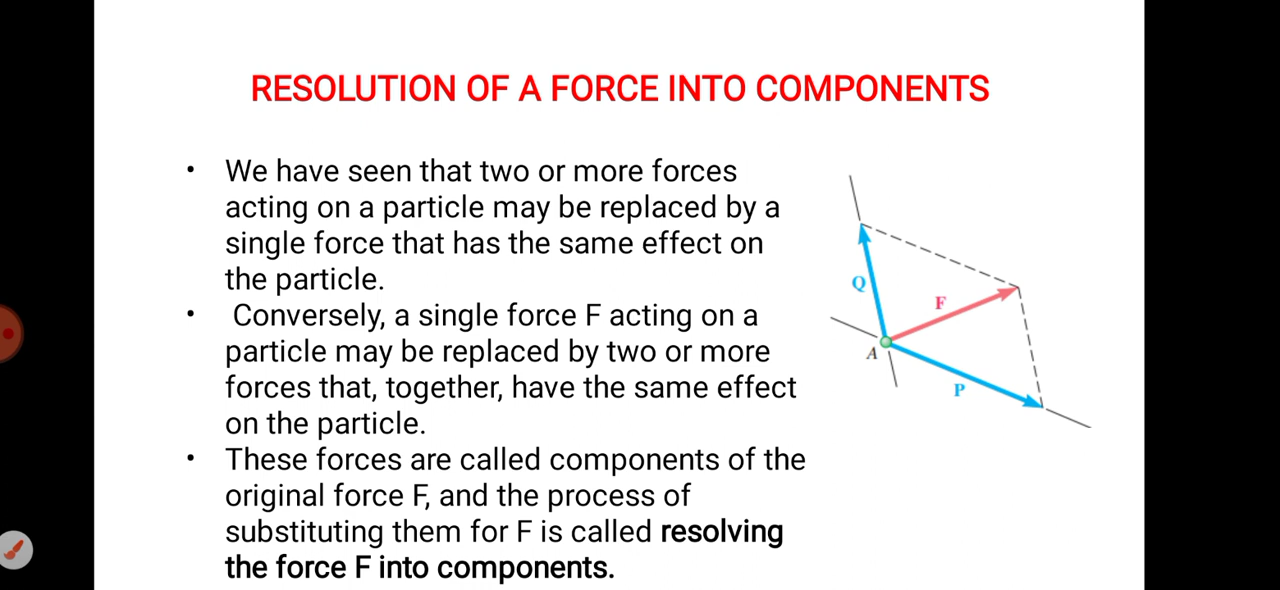 RESOLUTION OF A FORCE INTO COMPONENTS
• We have seen that two or more forces
acting on a particle may be replaced by a
single force that has the same effect on
the particle.
• Conversely, a single force F acting on a
particle may be replaced by two or more
forces that, together, have the same effect
on the particle.
• These forces are called components of the
original force F, and the process of
substituting them for F is called resolving
the force F into components.
Q
F
A
P